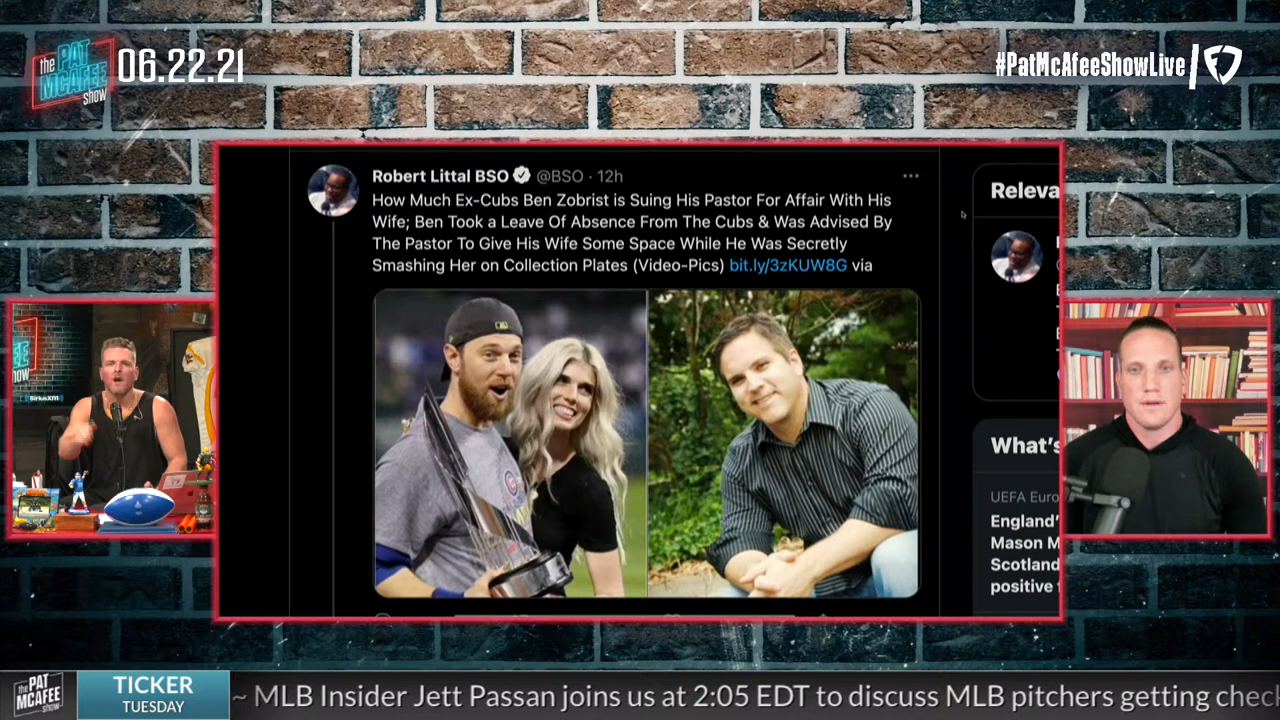 the PAT MCAFEE show
06.22.21
#PatMcAfeeShowLive
Robert Littal BSO @BSO · 12h
How Much Ex-Cubs Ben Zobrist is Suing His Pastor For Affair With His
Wife; Ben Took a Leave Of Absence From The Cubs & Was Advised By
The Pastor To Give His Wife Some Space While He Was Secretly
Smashing Her on Collection Plates (Video-Pics) bit.ly/3zKUW8G via
Releva
What's
UEFA Euro
England'
Mason M
Scotland
positive
SiriusXM
the PAT MCAFEE show
TICKER
TUESDAY
~ MLB Insider Jett Passan joins us at 2:05 EDT to discuss MLB pitchers getting chec